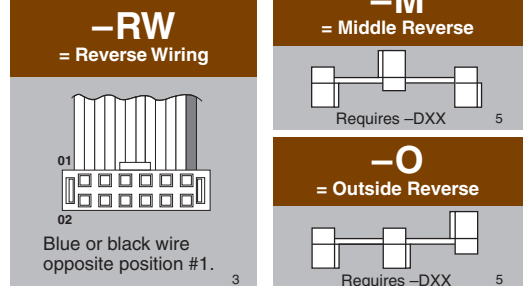 –RW
= Reverse Wiring
01
02
Blue or black wire
opposite position #1.
3
–M
= Middle Reverse
Requires –DXX
5
–O
= Outside Reverse
Requires –DXX
5